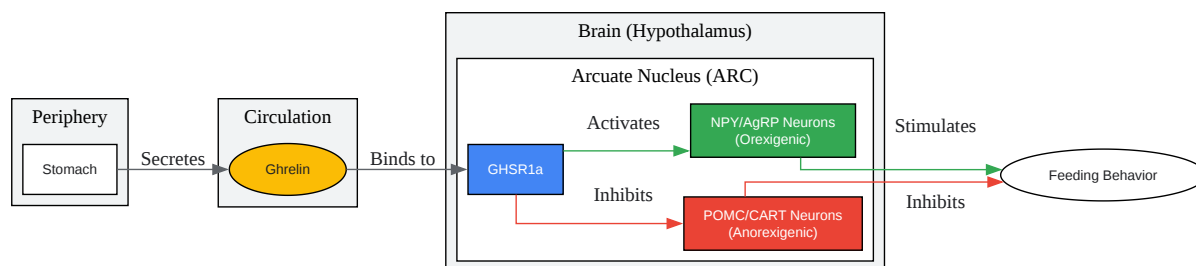 Brain (Hypothalamus)
Arcuate Nucleus (ARC)
Periphery
Stomach
Secretes
Circulation
Ghrelin
Binds to
GHSR1a
Activates
Inhibits
NPY/AgRP Neurons
(Orexigenic)
POMC/CART Neurons
(Anorexigenic)
Stimulates
Inhibits
Feeding Behavior